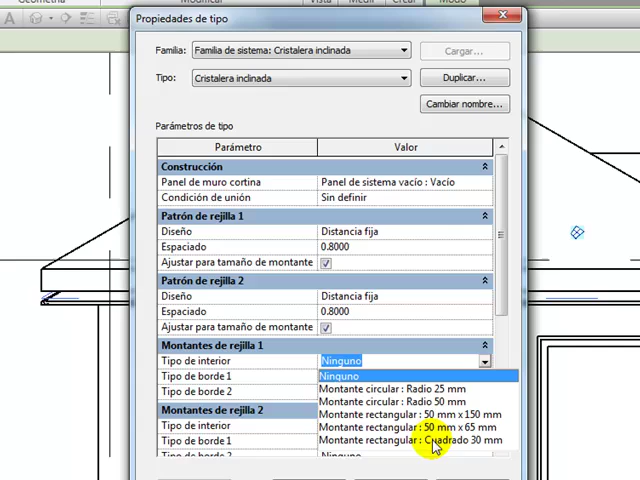 Geometría Modificar Vista Medir Crear Modo
A
Propiedades de tipo
Familia: Familia de sistema: Cristalera inclinada Cargar...
Tipo: Cristalera inclinada Duplicar...
Cambiar nombre...
Parámetros de tipo
Parámetro Valor
Construcción
Panel de muro cortina Panel de sistema vacío : Vacío
Condición de unión Sin definir
Patrón de rejilla 1
Diseño Distancia fija
Espaciado 0.8000
Ajustar para tamaño de montante
Patrón de rejilla 2
Diseño Distancia fija
Espaciado 0.8000
Ajustar para tamaño de montante
Montantes de rejilla 1
Tipo de interior Ninguno
Tipo de borde 1 Ninguno
Tipo de borde 2 Montante circular : Radio 25 mm
Montante circular : Radio 50 mm
Montantes de rejilla 2 Montante rectangular : 50 mm x 150 mm
Tipo de interior Montante rectangular : 50 mm x 65 mm
Tipo de borde 1 Montante rectangular : Cuadrado 30 mm
Tipo de borde 2 Ninguno